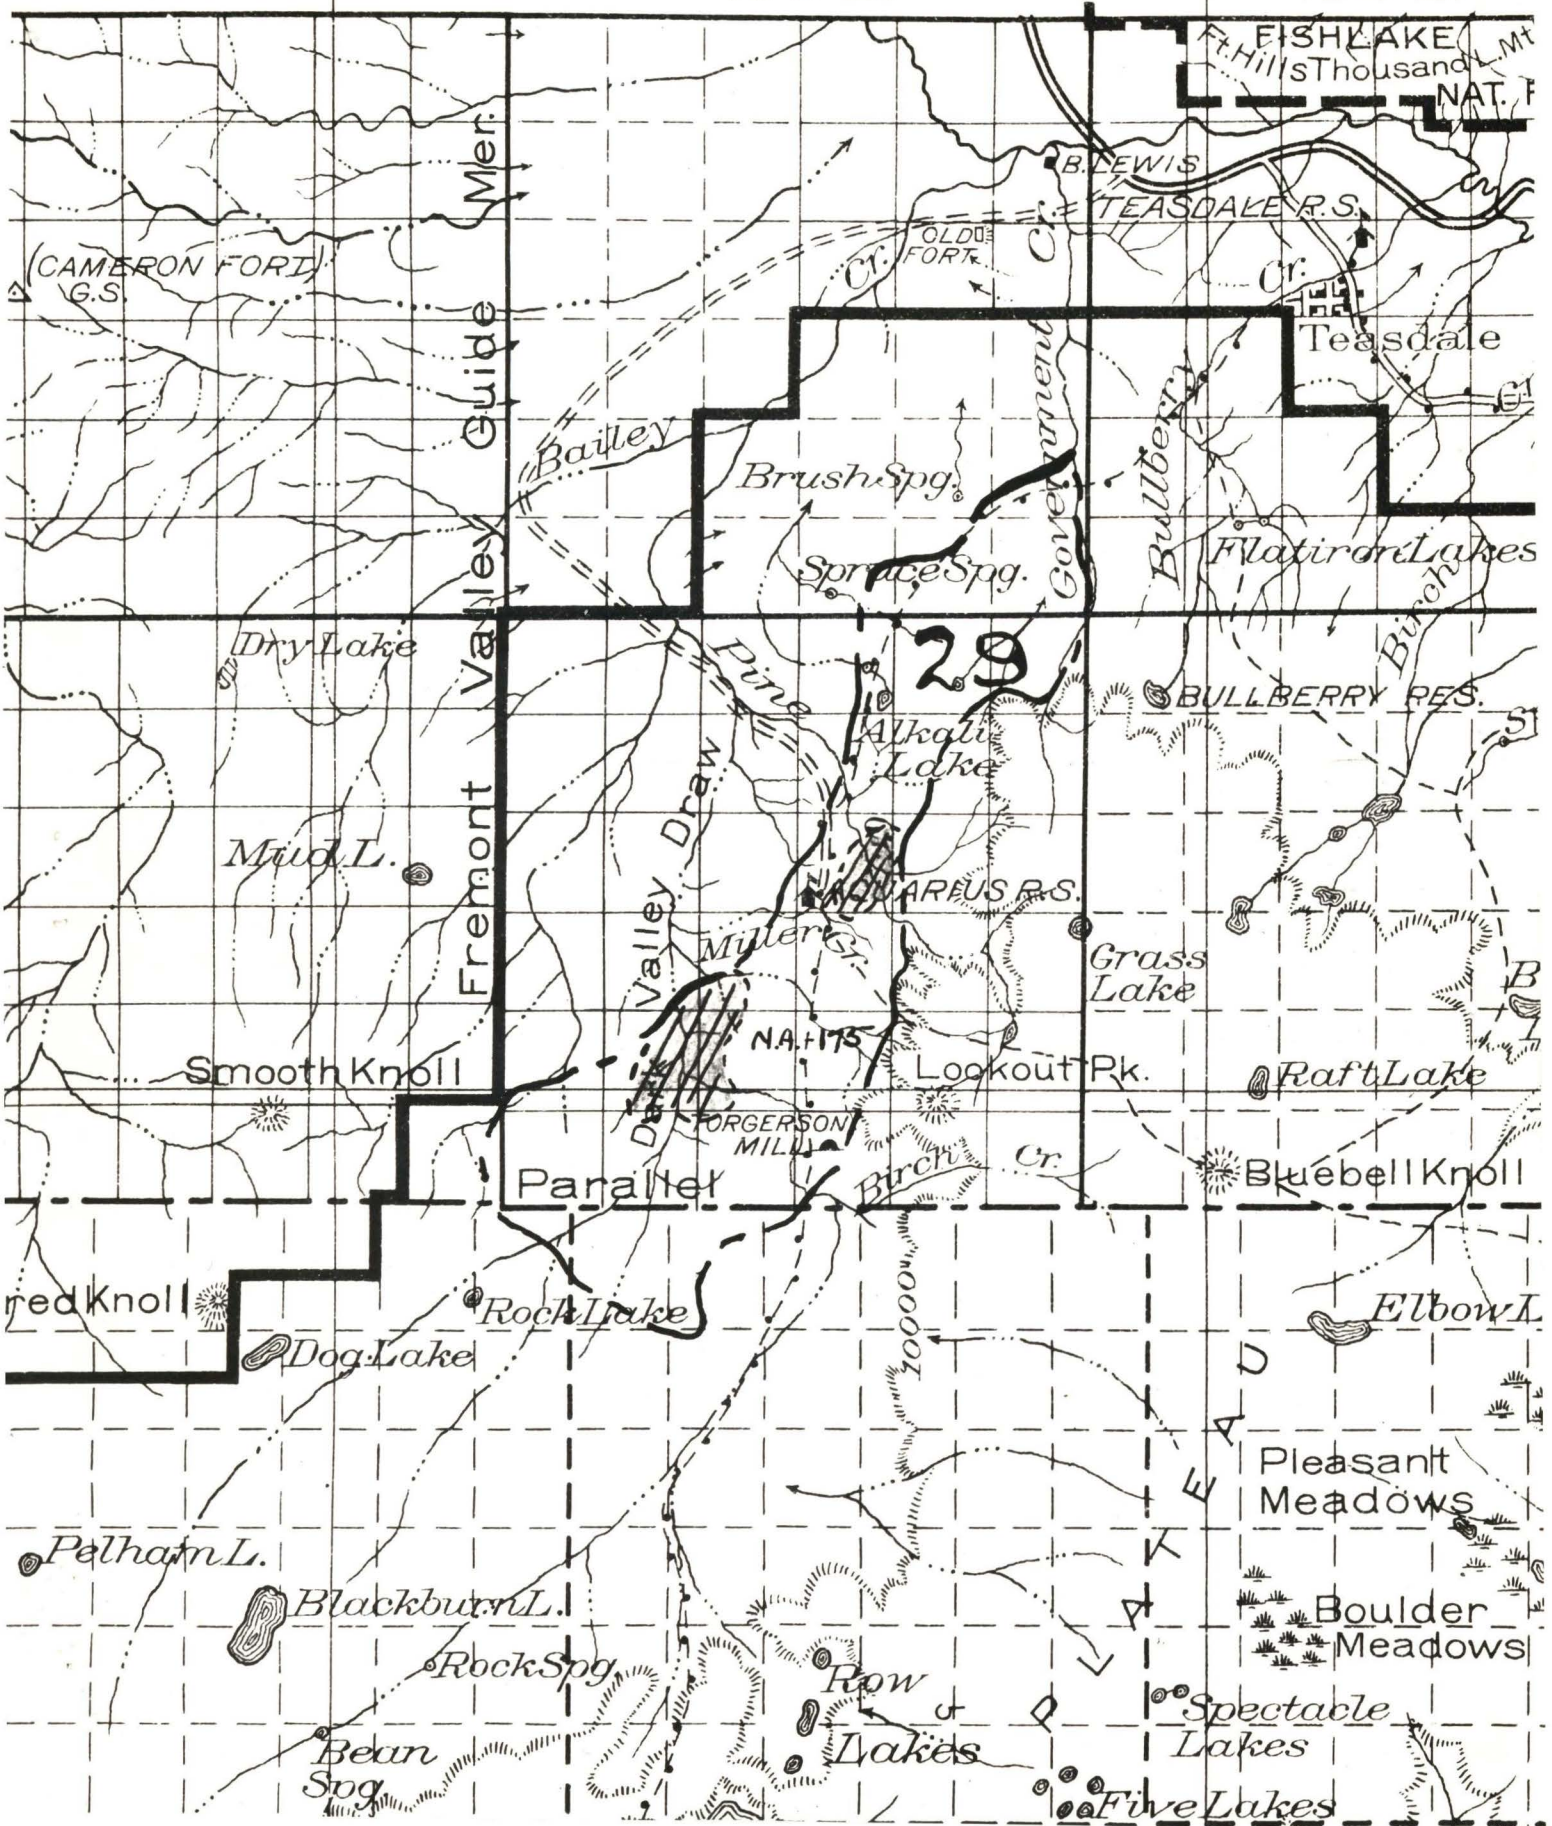 FISHLAKE
Ft. Hills Thousand L. Mt
NAT. F
B. LEWIS
TEASDALE R.S.
OLD
FORT
Cr.
Cr.
Cr.
(CAMERON FORT)
G.S.
Teasdale
Cr
Fremont Valley Guide Mer.
Bailey
Brush Spg.
Government
Bullberry
Flatiron Lakes
Spruce Spg.
Birch
29
Dry Lake
Pine
BULLBERRY RES.
Alkali
Lake
Mud L.
Dark Valley Draw
AQUARIUS R.S.
Miller Cr.
Grass
Lake
B
N.A.-175
L
Smooth Knoll
Lookout Pk.
Raft Lake
TORGERSON
MILL
Parallel
Birch Cr.
Bluebell Knoll
red Knoll
Rock Lake
Elbow L
Dog Lake
10000
PLATEAU
Pleasant
Meadows
Pelham L.
Blackburn L.
Boulder
Meadows
Rock Spg.
Row
Lakes
Spectacle
Lakes
Bean
Spg.
Five Lakes